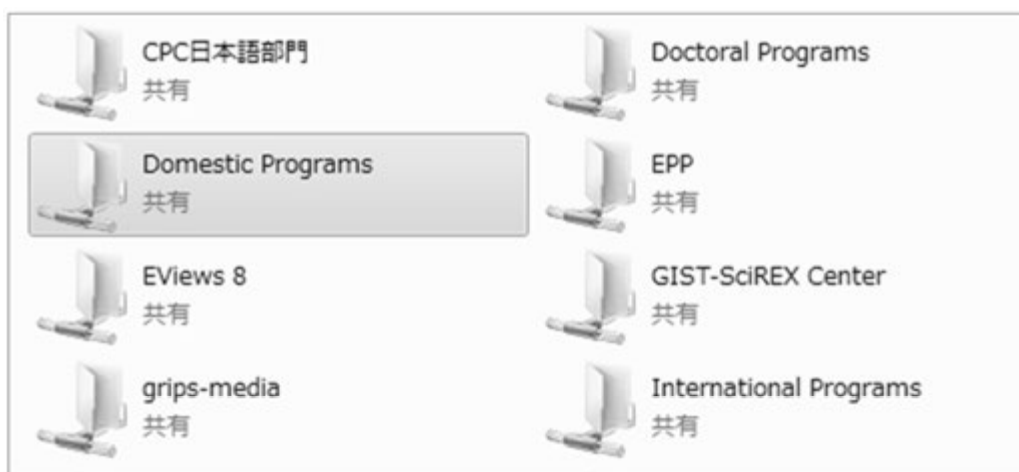 CPC日本語部門
共有
Doctoral Programs
共有
Domestic Programs
共有
EPP
共有
EViews 8
共有
GIST-SciREX Center
共有
grips-media
共有
International Programs
共有